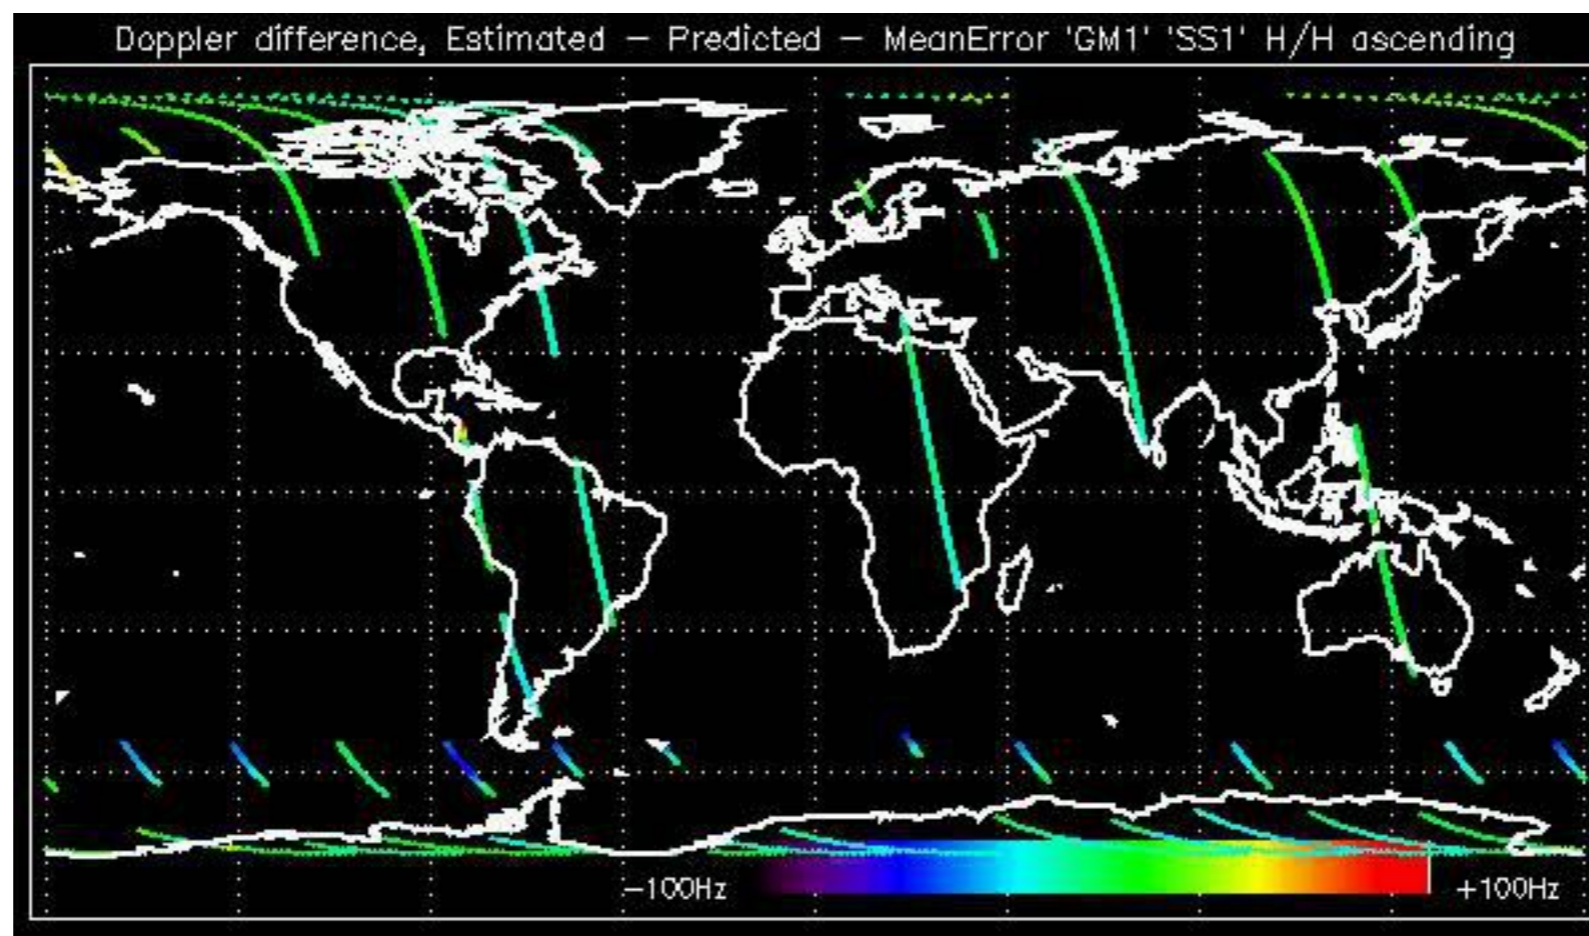 Doppler difference, Estimated – Predicted – MeanError 'GM1' 'SS1' H/H ascending
–100Hz
+100Hz